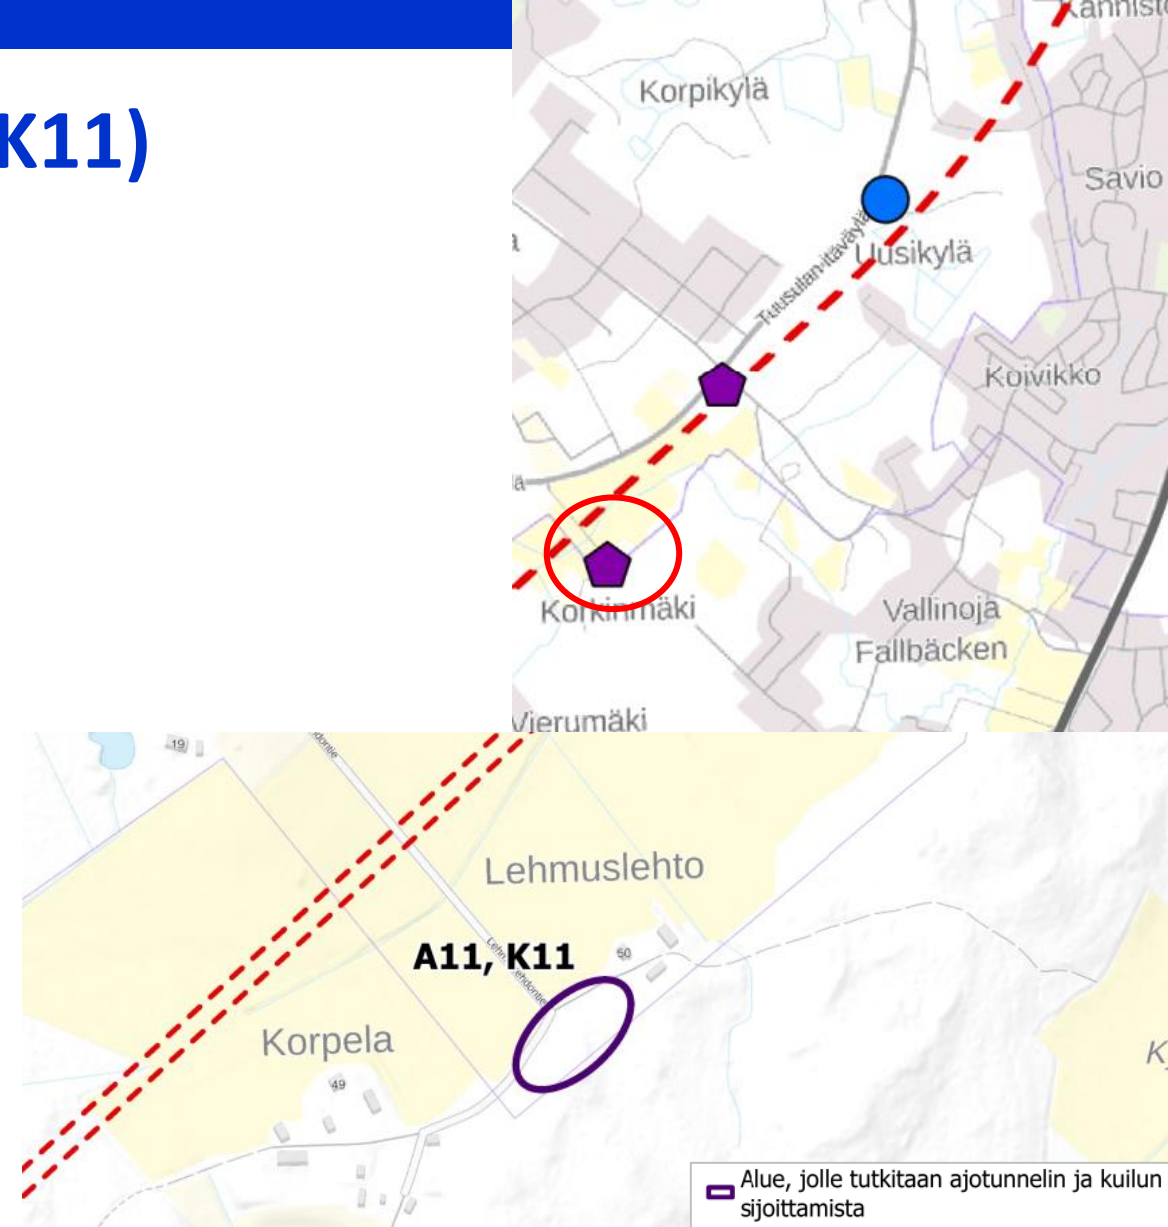 K11)
Kannisto
Korpikylä
Savio
Tuusulan itäväylä
Uusikylä
Koivikko
lä
Korkinmäki
Vallinoja
Fallbäcken
Vierumäki
19
Lehmuslehto
A11, K11
50
Korpela
49
Alue, jolle tutkitaan ajotunnelin ja kuilun
sijoittamista